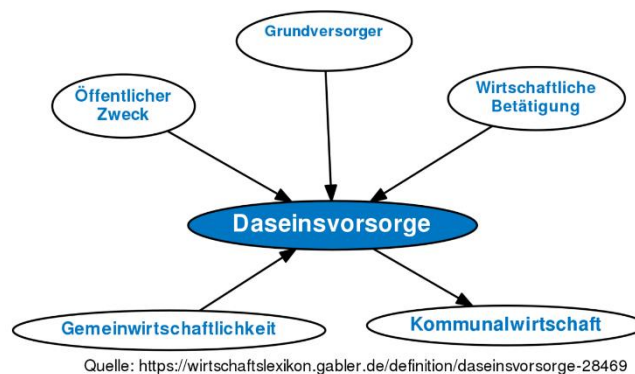 Grundversorger
Öffentlicher
Zweck
Wirtschaftliche
Betätigung
Daseinsvorsorge
Gemeinwirtschaftlichkeit
Kommunalwirtschaft
Quelle: https://wirtschaftslexikon.gabler.de/definition/daseinsvorsorge-28469